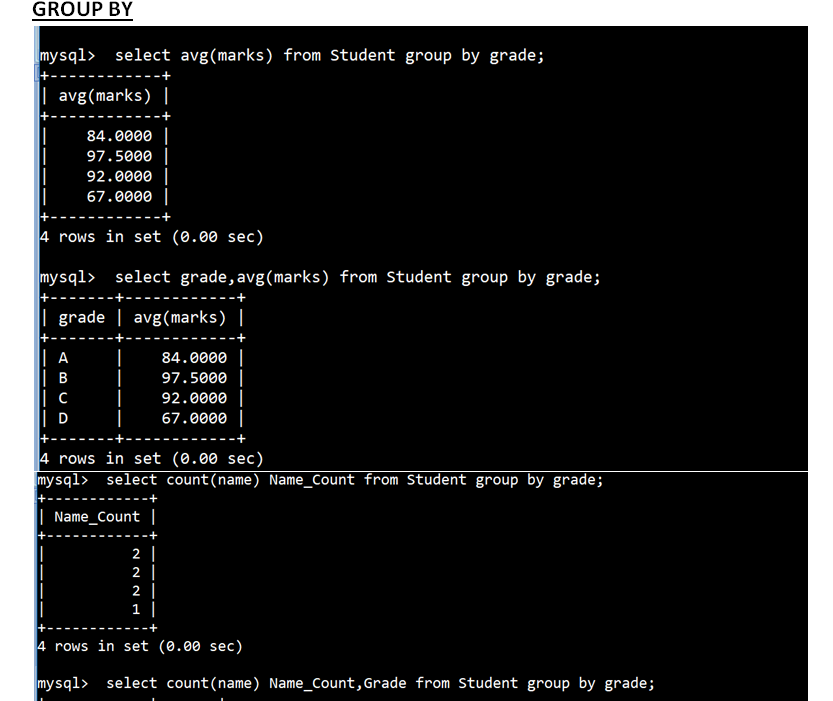 GROUP BY
mysql>  select avg(marks) from Student group by grade;
+------------+
| avg(marks) |
+------------+
|    84.0000 |
|    97.5000 |
|    92.0000 |
|    67.0000 |
+------------+
4 rows in set (0.00 sec)
mysql>  select grade,avg(marks) from Student group by grade;
+-------+------------+
| grade | avg(marks) |
+-------+------------+
| A     |    84.0000 |
| B     |    97.5000 |
| C     |    92.0000 |
| D     |    67.0000 |
+-------+------------+
4 rows in set (0.00 sec)
mysql>  select count(name) Name_Count from Student group by grade;
+------------+
| Name_Count |
+------------+
|          2 |
|          2 |
|          2 |
|          1 |
+------------+
4 rows in set (0.00 sec)
mysql>  select count(name) Name_Count,Grade from Student group by grade;